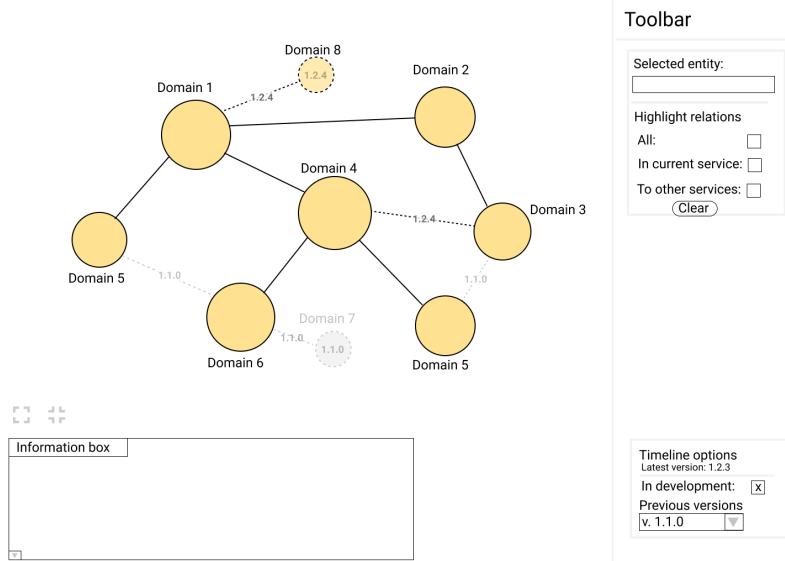 Toolbar
Domain 8
1.2.4
1.2.4
Domain 1
Domain 2
Selected entity:
Highlight relations
All:
In current service:
To other services:
Clear
Domain 4
Domain 3
1.2.4
Domain 5
1.1.0
1.1.0
Domain 7
1.1.0
1.1.0
Domain 6
Domain 5
Information box
Timeline options
Latest version: 1.2.3
In development: x
Previous versions
v. 1.1.0